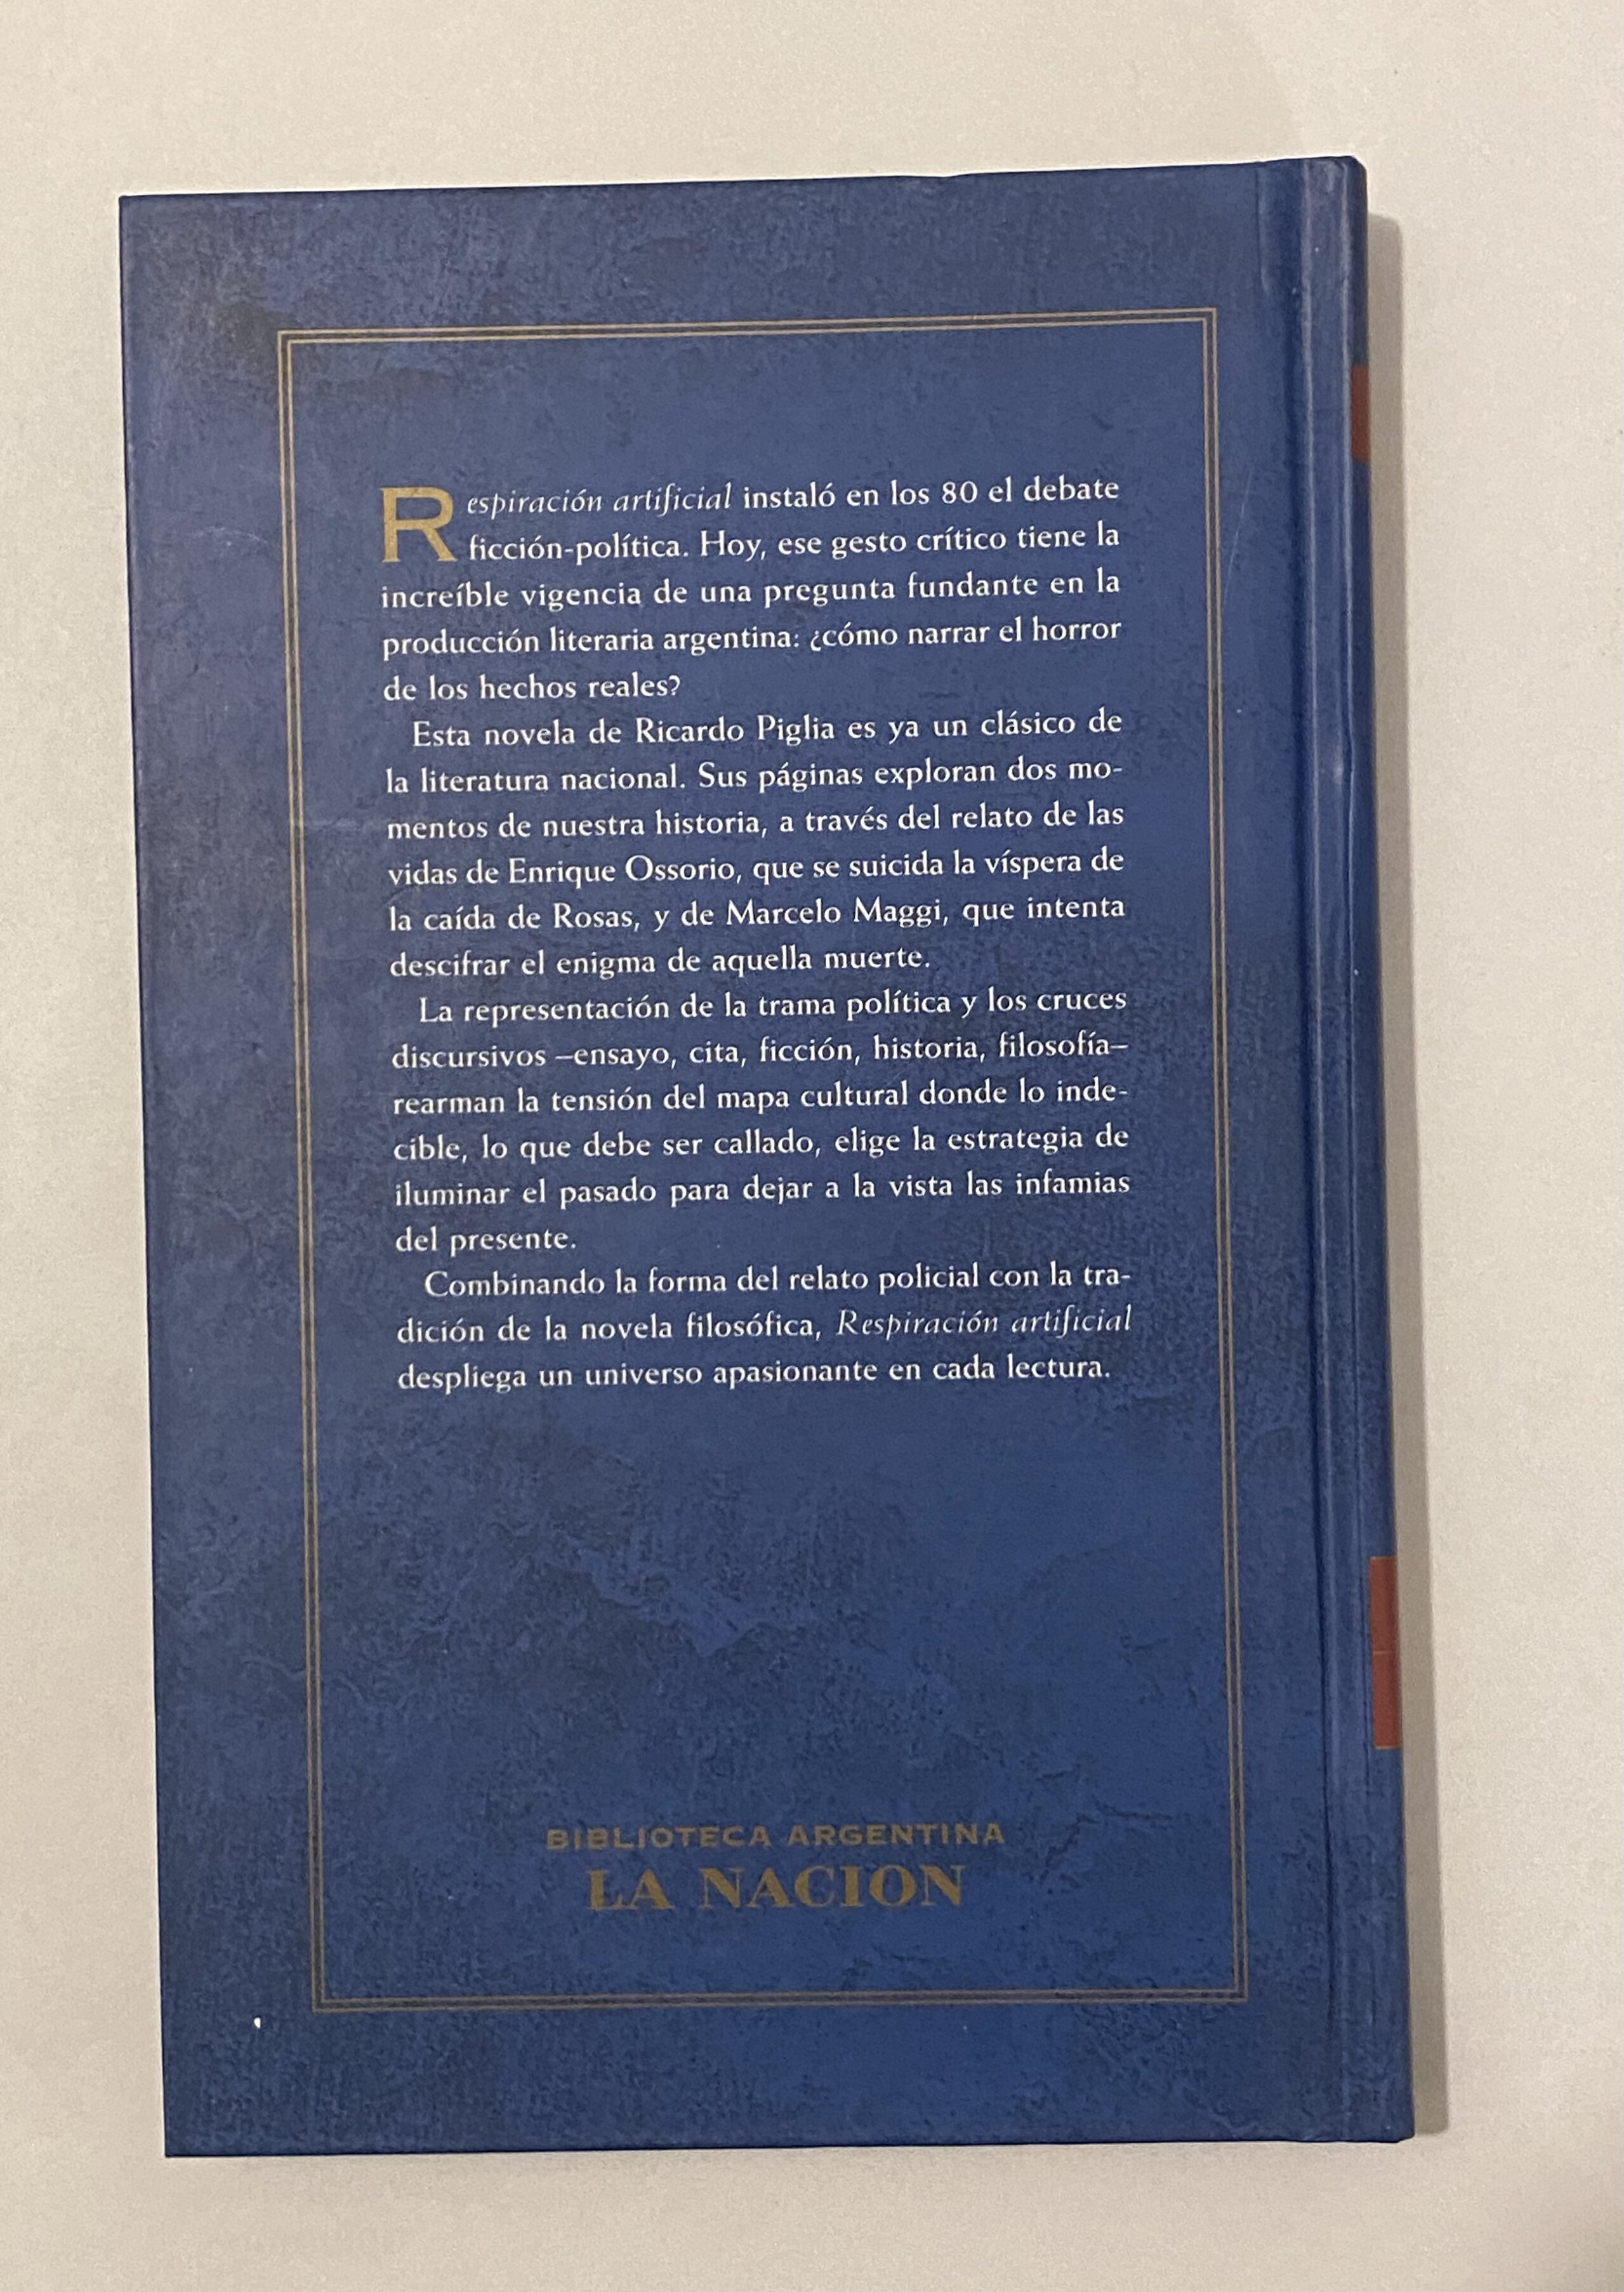 Respiración artificial instaló en los 80 el debate
ficción-política. Hoy, ese gesto crítico tiene la
increíble vigencia de una pregunta fundante en la
producción literaria argentina: ¿cómo narrar el horror
de los hechos reales?
Esta novela de Ricardo Piglia es ya un clásico de
la literatura nacional. Sus páginas exploran dos mo-
mentos de nuestra historia, a través del relato de las
vidas de Enrique Ossorio, que se suicida la víspera de
la caída de Rosas, y de Marcelo Maggi, que intenta
descifrar el enigma de aquella muerte.
La representación de la trama política y los cruces
discursivos –ensayo, cita, ficción, historia, filosofía–
rearman la tensión del mapa cultural donde lo inde-
cible, lo que debe ser callado, elige la estrategia de
iluminar el pasado para dejar a la vista las infamias
del presente.
Combinando la forma del relato policial con la tra-
dición de la novela filosófica, Respiración artificial
despliega un universo apasionante en cada lectura.
BIBLIOTECA ARGENTINA
LA NACION